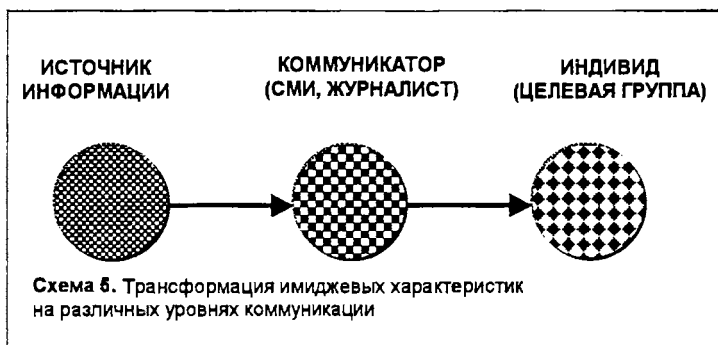 ИСТОЧНИК
ИНФОРМАЦИИ
КОММУНИКАТОР
(СМИ, ЖУРНАЛИСТ)
ИНДИВИД
(ЦЕЛЕВАЯ ГРУППА)
Схема 5. Трансформация имиджевых характеристик
на различных уровнях коммуникации